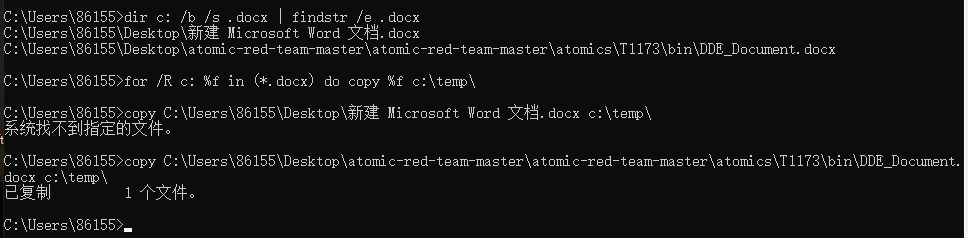 C:\Users\86155>dir c: /b /s .docx | findstr /e .docx
C:\Users\86155\Desktop\新建 Microsoft Word 文档.docx
C:\Users\86155\Desktop\atomic-red-team-master\atomic-red-team-master\atomics\T1173\bin\DDE_Document.docx
C:\Users\86155>for /R c: %f in (*.docx) do copy %f c:\temp\
C:\Users\86155>copy C:\Users\86155\Desktop\新建 Microsoft Word 文档.docx c:\temp\
系统找不到指定的文件。
C:\Users\86155>copy C:\Users\86155\Desktop\atomic-red-team-master\atomic-red-team-master\atomics\T1173\bin\DDE_Document.
docx c:\temp\
已复制         1 个文件。
C:\Users\86155>